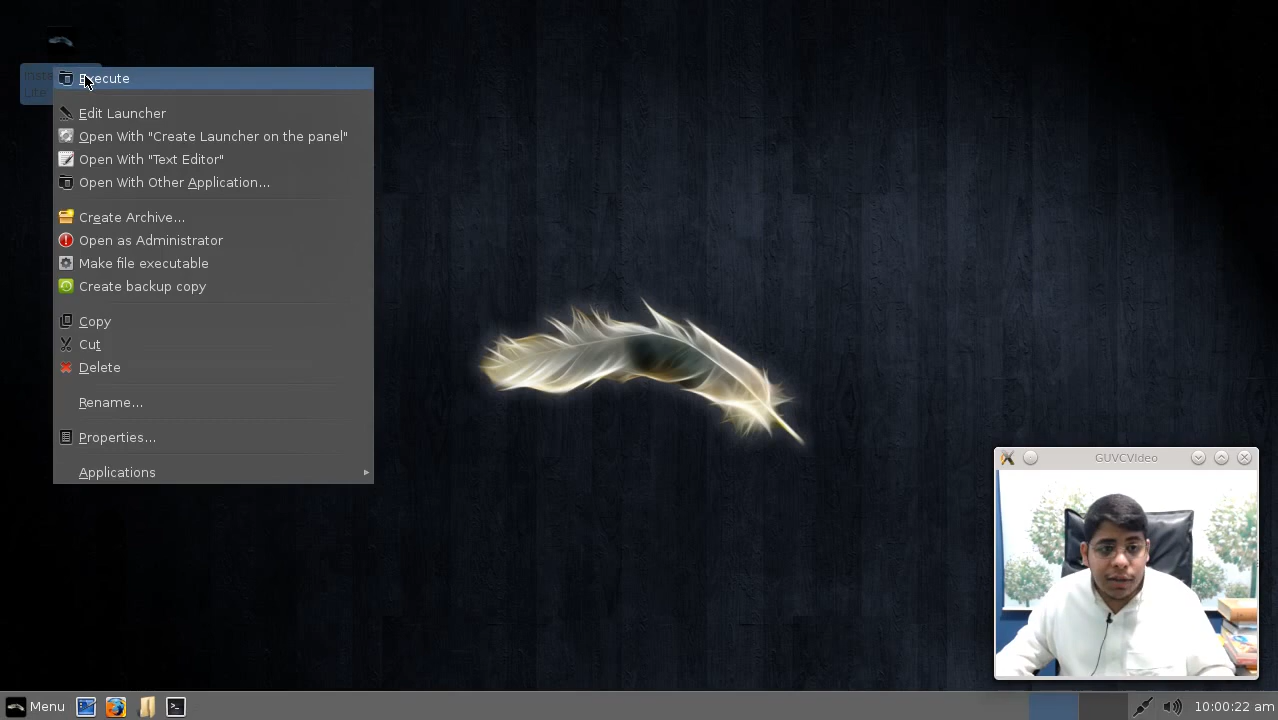 Insta
Lite
Execute
Edit Launcher
Open With "Create Launcher on the panel"
Open With "Text Editor"
Open With Other Application...
Create Archive...
Open as Administrator
Make file executable
Create backup copy
Copy
Cut
Delete
Rename...
Properties...
Applications
GUVCVIdeo
Menu
10:00:22 am